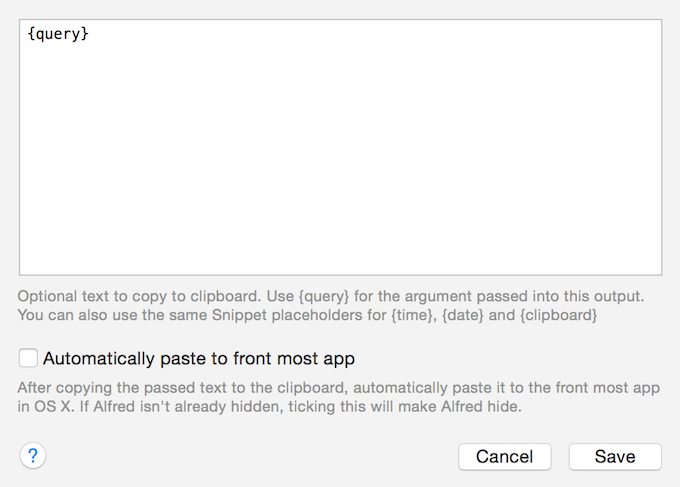 {query}
Optional text to copy to clipboard. Use {query} for the argument passed into this output.
You can also use the same Snippet placeholders for {time}, {date} and {clipboard}
Automatically paste to front most app
After copying the passed text to the clipboard, automatically paste it to the front most app
in OS X. If Alfred isn't already hidden, ticking this will make Alfred hide.
? Cancel Save